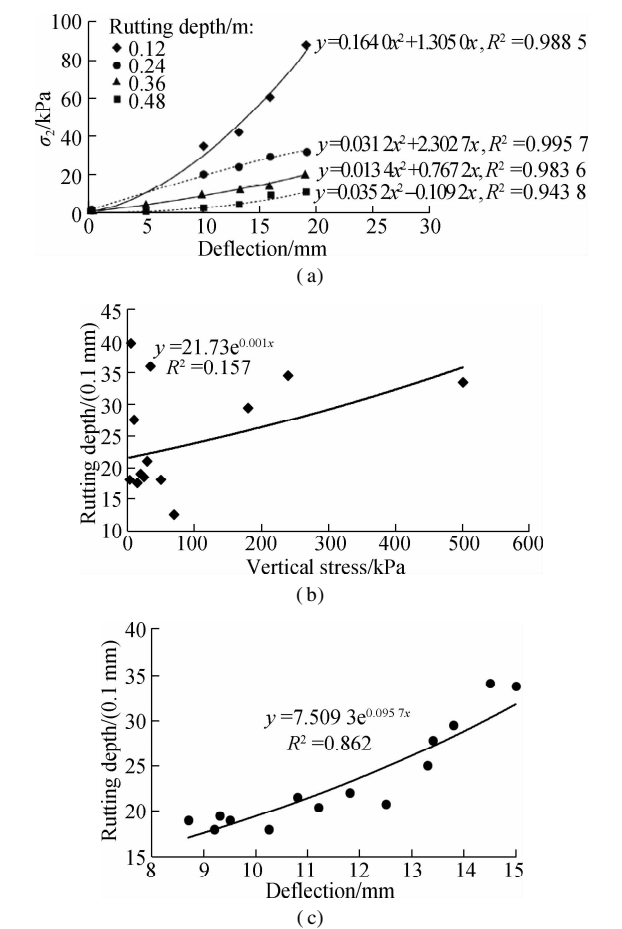 Rutting depth/m:
0.12
0.24
0.36
0.48
100
80
60
40
20
0
σ2/kPa
y=0.164 0x²+1.305 0x, R²=0.988 5
y=0.031 2x²+2.302 7x, R²=0.995 7
y=0.013 4x²+0.767 2x, R²=0.983 6
y=0.035 2x²−0.109 2x, R²=0.943 8
0 5 10 15 20 25 30
Deflection/mm
(a)
45
40
35
30
25
20
15
10
Rutting depth/(0.1 mm)
y=21.73e^0.001x
R²=0.157
0 100 200 300 400 500 600
Vertical stress/kPa
(b)
40
35
30
25
20
15
Rutting depth/(0.1 mm)
y=7.509 3e^0.095 7x
R²=0.862
8 9 10 11 12 13 14 15
Deflection/mm
(c)